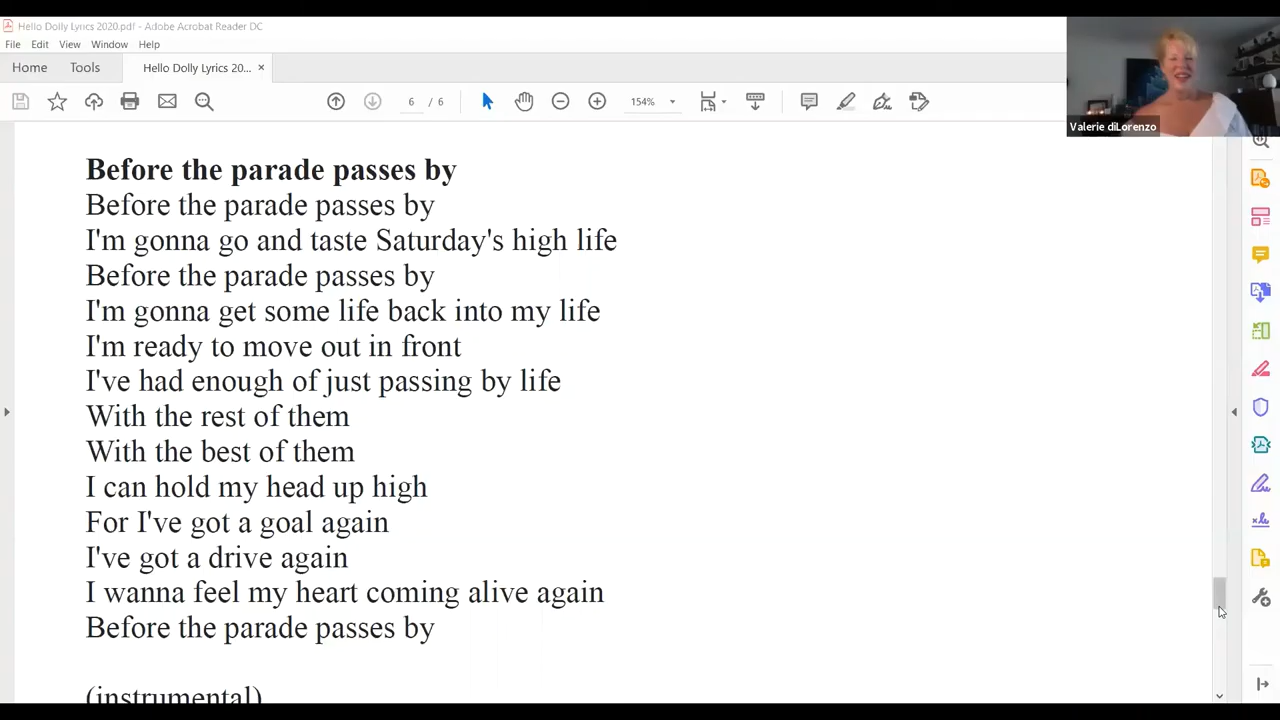 Hello Dolly Lyrics 2020.pdf - Adobe Acrobat Reader DC
File Edit View Window Help
Home Tools Hello Dolly Lyrics 20... ×
6 / 6 154%
Valerie diLorenzo
Before the parade passes by
Before the parade passes by
I'm gonna go and taste Saturday's high life
Before the parade passes by
I'm gonna get some life back into my life
I'm ready to move out in front
I've had enough of just passing by life
With the rest of them
With the best of them
I can hold my head up high
For I've got a goal again
I've got a drive again
I wanna feel my heart coming alive again
Before the parade passes by
(instrumental)